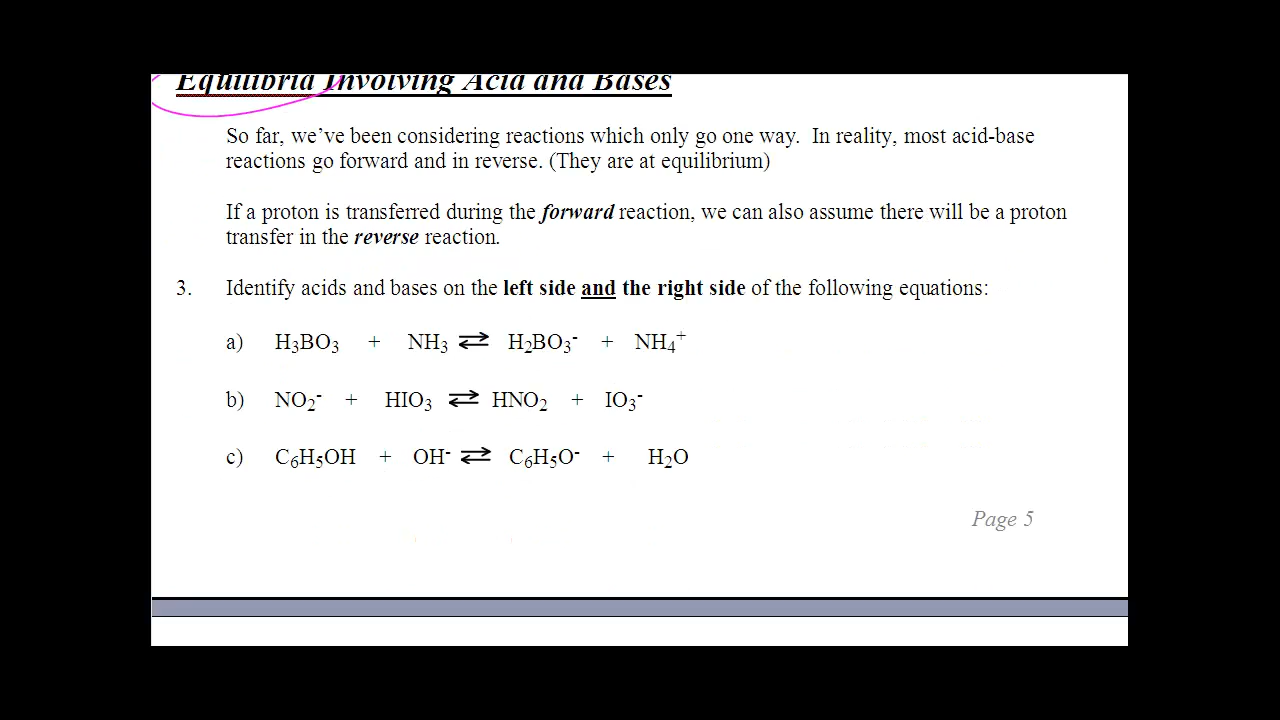 Equilibria Involving Acid and Bases
So far, we’ve been considering reactions which only go one way. In reality, most acid-base
reactions go forward and in reverse. (They are at equilibrium)
If a proton is transferred during the forward reaction, we can also assume there will be a proton
transfer in the reverse reaction.
3. Identify acids and bases on the left side and the right side of the following equations:
a) H₃BO₃ + NH₃ ⇄ H₂BO₃⁻ + NH₄⁺
b) NO₂⁻ + HIO₃ ⇄ HNO₂ + IO₃⁻
c) C₆H₅OH + OH⁻ ⇄ C₆H₅O⁻ + H₂O
Page 5